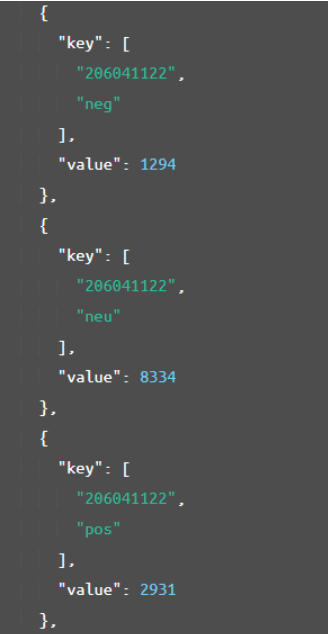 {
"key": [
"206041122",
"neg"
],
"value": 1294
},
{
"key": [
"206041122",
"neu"
],
"value": 8334
},
{
"key": [
"206041122",
"pos"
],
"value": 2931
},